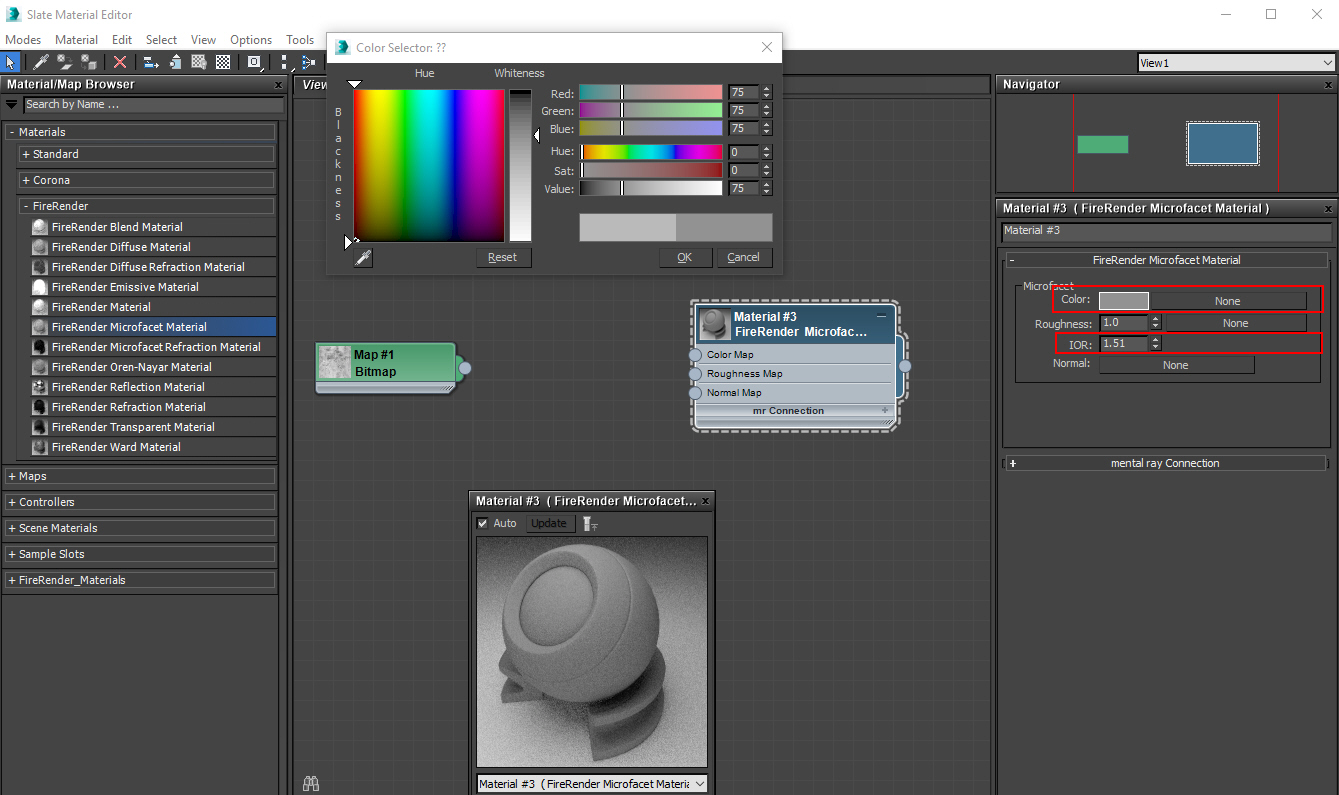 Slate Material Editor
Modes Material Edit Select View Options Tools
View1
Material/Map Browser
Search by Name ...
- Materials
+ Standard
+ Corona
- FireRender
FireRender Blend Material
FireRender Diffuse Material
FireRender Diffuse Refraction Material
FireRender Emissive Material
FireRender Material
FireRender Microfacet Material
FireRender Microfacet Refraction Material
FireRender Oren-Nayar Material
FireRender Reflection Material
FireRender Refraction Material
FireRender Transparent Material
FireRender Ward Material
+ Maps
+ Controllers
+ Scene Materials
+ Sample Slots
+ FireRender_Materials
View
Color Selector: ??
Hue Whiteness
Blackness
Red: 75
Green: 75
Blue: 75
Hue: 0
Sat: 0
Value: 75
Reset OK Cancel
Map #1
Bitmap
Material #3
FireRender Microfac...
Color Map
Roughness Map
Normal Map
mr Connection +
Material #3 ( FireRender Microfacet... x
Auto Update
Material #3 ( FireRender Microfacet Materia
Navigator x
Material #3 ( FireRender Microfacet Material ) x
Material #3
- FireRender Microfacet Material
Microfacet
Color: None
Roughness: 1.0 None
IOR: 1.51
Normal: None
+ mental ray Connection